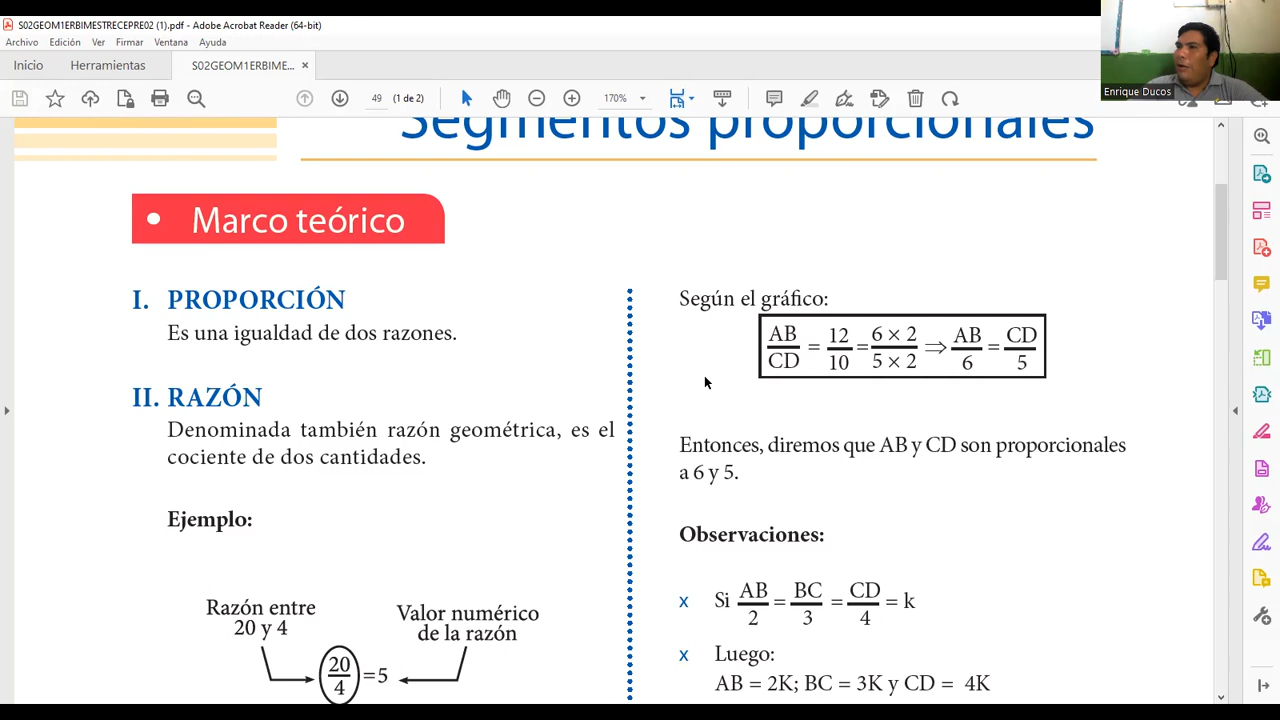 S02GEOM1ERBIMESTRECEPRE02 (1).pdf - Adobe Acrobat Reader (64-bit)
Archivo Edición Ver Firmar Ventana Ayuda
Inicio Herramientas S02GEOM1ERBIME... ×
49 (1 de 2) 170%
Enrique Ducos
Segmentos proporcionales
• Marco teórico
I. PROPORCIÓN
Es una igualdad de dos razones.
II. RAZÓN
Denominada también razón geométrica, es el
cociente de dos cantidades.
Ejemplo:
Razón entre
20 y 4
Valor numérico
de la razón
20/4 = 5
Según el gráfico:
AB/CD = 12/10 = 6 × 2/5 × 2 ⇒ AB/6 = CD/5
Entonces, diremos que AB y CD son proporcionales
a 6 y 5.
Observaciones:
x Si AB/2 = BC/3 = CD/4 = k
x Luego:
AB = 2K; BC = 3K y CD = 4K